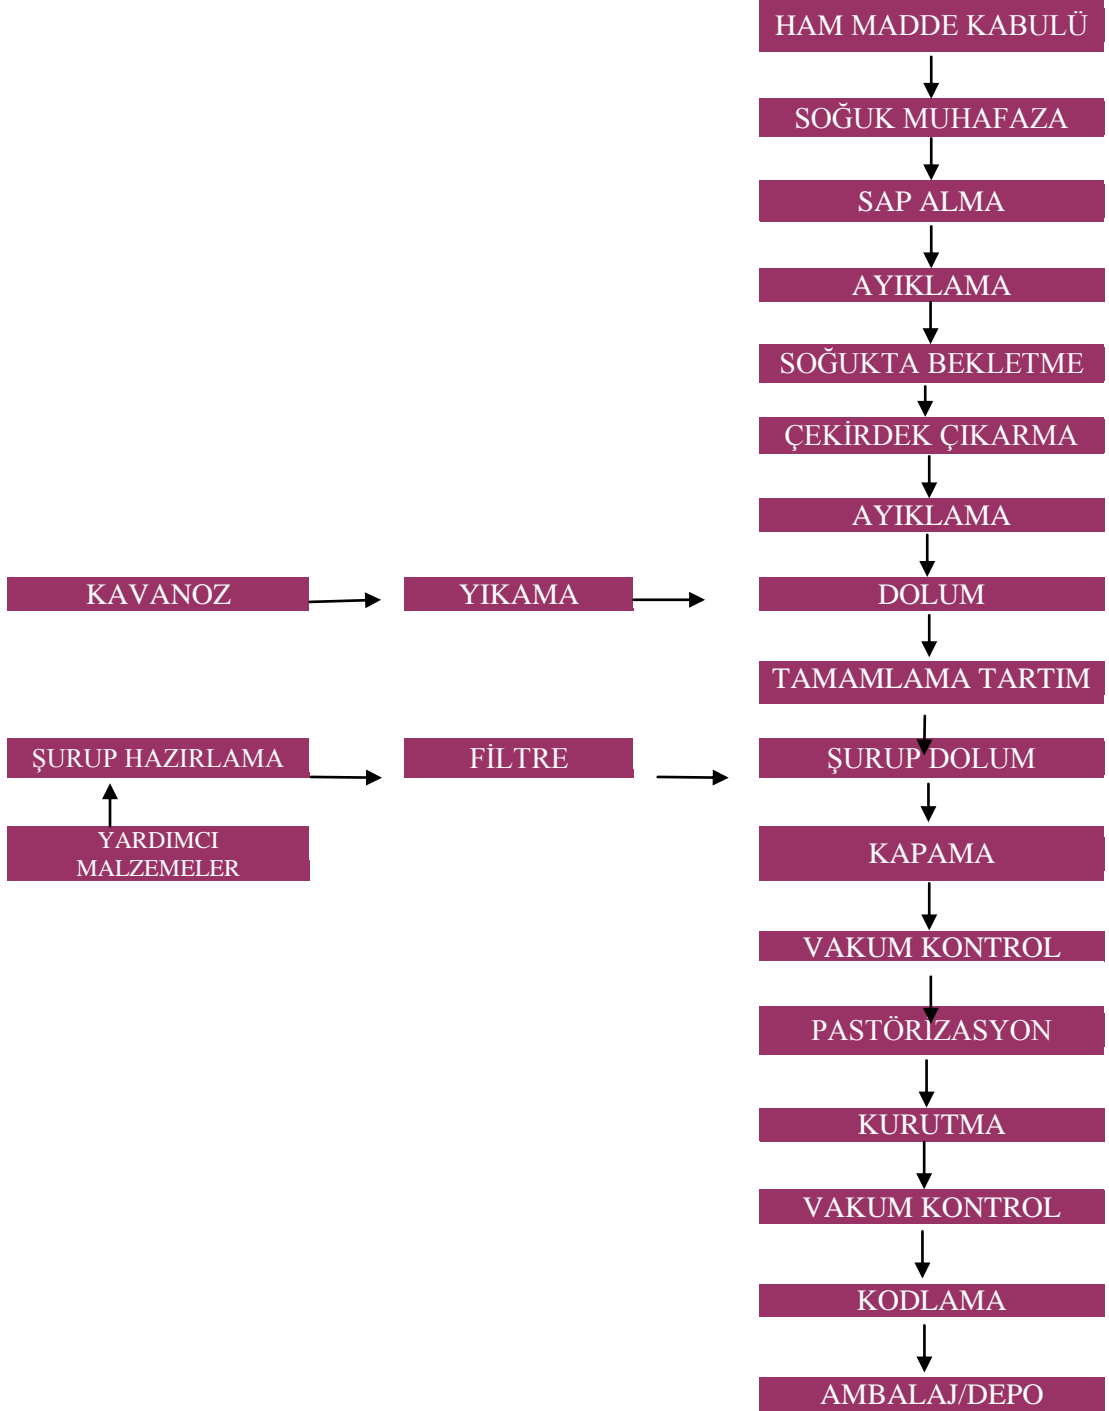 HAM MADDE KABULÜ
SOĞUK MUHAFAZA
SAP ALMA
AYIKLAMA
SOĞUKTA BEKLETME
ÇEKİRDEK ÇIKARMA
AYIKLAMA
KAVANOZ
YIKAMA
DOLUM
TAMAMLAMA TARTIM
ŞURUP HAZIRLAMA
FİLTRE
ŞURUP DOLUM
YARDIMCI
MALZEMELER
KAPAMA
VAKUM KONTROL
PASTÖRİZASYON
KURUTMA
VAKUM KONTROL
KODLAMA
AMBALAJ/DEPO